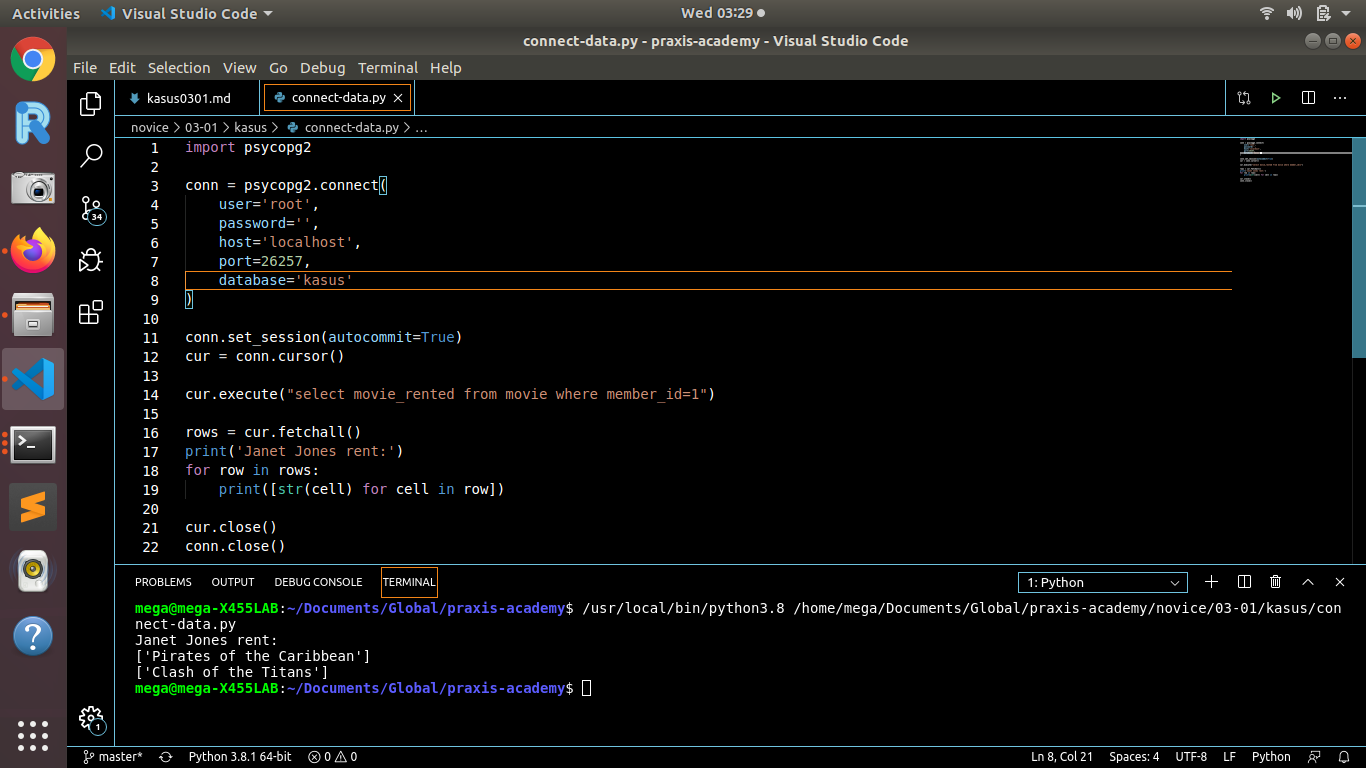 Activities Visual Studio Code Wed 03:29
connect-data.py - praxis-academy - Visual Studio Code
File Edit Selection View Go Debug Terminal Help
kasus0301.md connect-data.py
novice > 03-01 > kasus > connect-data.py > ...
1 import psycopg2
2
3 conn = psycopg2.connect(
4 user='root',
5 password='',
6 host='localhost',
7 port=26257,
8 database='kasus'
9 )
10
11 conn.set_session(autocommit=True)
12 cur = conn.cursor()
13
14 cur.execute("select movie_rented from movie where member_id=1")
15
16 rows = cur.fetchall()
17 print('Janet Jones rent:')
18 for row in rows:
19 print([str(cell) for cell in row])
20
21 cur.close()
22 conn.close()
34
PROBLEMS OUTPUT DEBUG CONSOLE TERMINAL 1: Python
mega@mega-X455LAB:~/Documents/Global/praxis-academy$ /usr/local/bin/python3.8 /home/mega/Documents/Global/praxis-academy/novice/03-01/kasus/con
nect-data.py
Janet Jones rent:
['Pirates of the Caribbean']
['Clash of the Titans']
mega@mega-X455LAB:~/Documents/Global/praxis-academy$
1
master* Python 3.8.1 64-bit 0 0 Ln 8, Col 21 Spaces: 4 UTF-8 LF Python